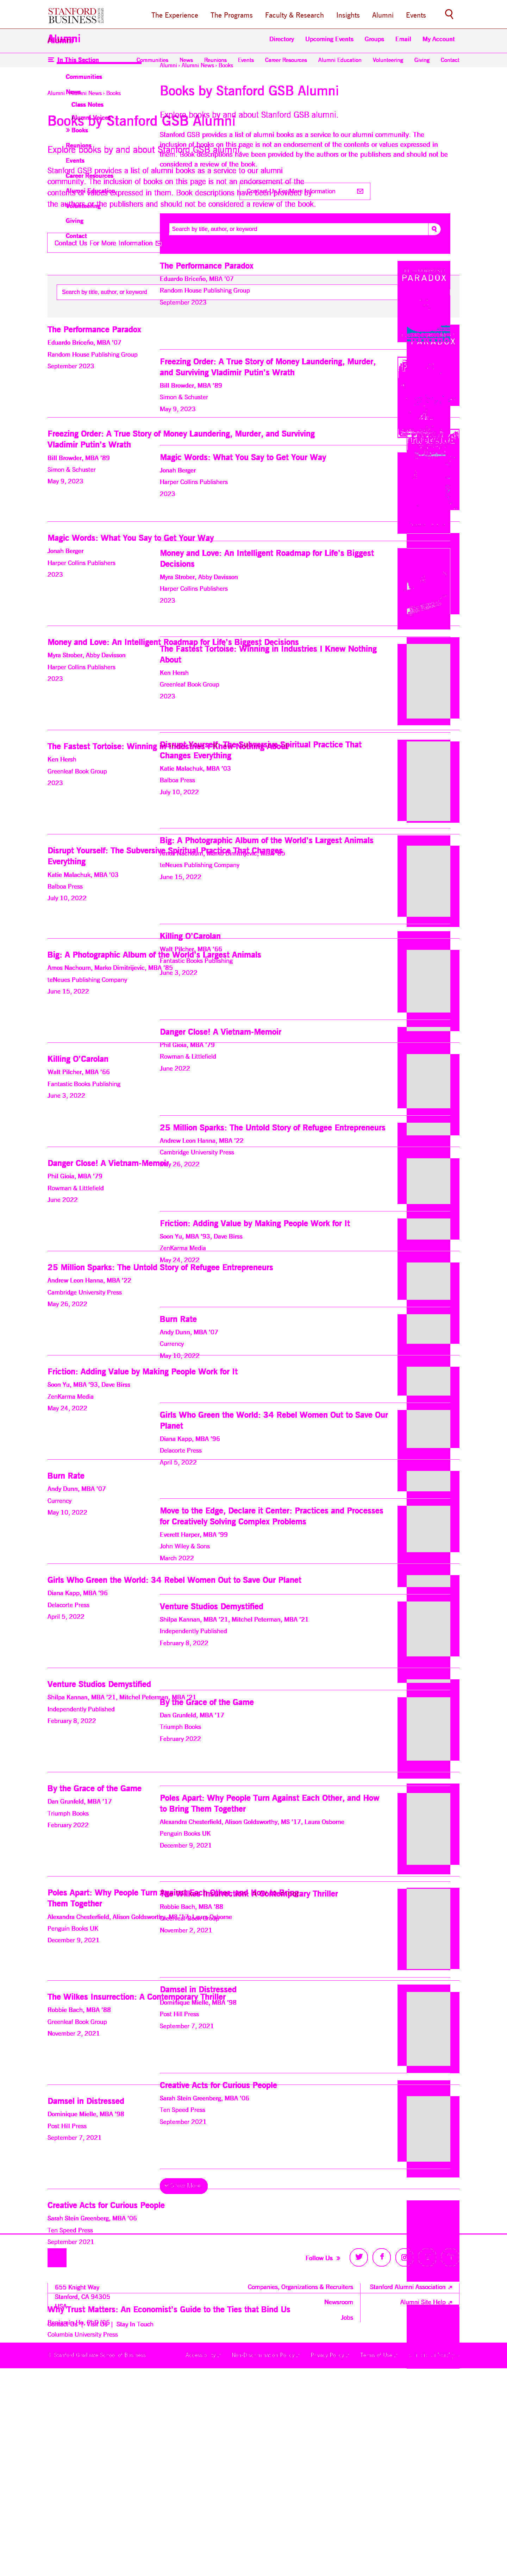 STANFORD
BUSINESS
The Experience
The Programs
Faculty & Research
Insights
Alumni
Events
Alumni
Directory
Upcoming Events
Groups
Email
My Account
In This Section
Communities
News
Reunions
Events
Career Resources
Alumni Education
Volunteering
Giving
Contact
Alumni › Alumni News › Books
Communities
News
Class Notes
Alumni Voices
» Books
Reunions
Events
Career Resources
Alumni Education
Volunteering
Giving
Contact
Books by Stanford GSB Alumni
Explore books by and about Stanford GSB alumni.
Stanford GSB provides a list of alumni books as a service to our alumni community. The
inclusion of books on this page is not an endorsement of the contents or values expressed in
them. Book descriptions have been provided by the authors or the publishers and should not be
considered a review of the book.
Contact Us For More Information
Search by title, author, or keyword
The Performance Paradox
Eduardo Briceño, MBA '07
Random House Publishing Group
September 2023
PARADOX
Freezing Order: A True Story of Money Laundering, Murder,
and Surviving Vladimir Putin's Wrath
Bill Browder, MBA '89
Simon & Schuster
May 9, 2023
Magic Words: What You Say to Get Your Way
Jonah Berger
Harper Collins Publishers
2023
Money and Love: An Intelligent Roadmap for Life's Biggest
Decisions
Myra Strober, Abby Davisson
Harper Collins Publishers
2023
The Fastest Tortoise: Winning in Industries I Knew Nothing
About
Ken Hersh
Greenleaf Book Group
2023
Disrupt Yourself: The Subversive Spiritual Practice That
Changes Everything
Katie Malachuk, MBA '03
Balboa Press
July 10, 2022
Big: A Photographic Album of the World's Largest Animals
Amos Nachoum, Marko Dimitrijevic, MBA '85
teNeues Publishing Company
June 15, 2022
Killing O'Carolan
Walt Pilcher, MBA '66
Fantastic Books Publishing
June 3, 2022
Danger Close! A Vietnam-Memoir
Phil Gioia, MBA '79
Rowman & Littlefield
June 2022
25 Million Sparks: The Untold Story of Refugee Entrepreneurs
Andrew Leon Hanna, MBA '22
Cambridge University Press
May 26, 2022
Friction: Adding Value by Making People Work for It
Soon Yu, MBA '93, Dave Birss
ZenKarma Media
May 24, 2022
Burn Rate
Andy Dunn, MBA '07
Currency
May 10, 2022
Girls Who Green the World: 34 Rebel Women Out to Save Our
Planet
Diana Kapp, MBA '96
Delacorte Press
April 5, 2022
Move to the Edge, Declare it Center: Practices and Processes
for Creatively Solving Complex Problems
Everett Harper, MBA '99
John Wiley & Sons
March 2022
Venture Studios Demystified
Shilpa Kannan, MBA '21, Mitchel Peterman, MBA '21
Independently Published
February 8, 2022
By the Grace of the Game
Dan Grunfeld, MBA '17
Triumph Books
February 2022
Poles Apart: Why People Turn Against Each Other, and How
to Bring Them Together
Alexandra Chesterfield, Alison Goldsworthy, MS '17, Laura Osborne
Penguin Books UK
December 9, 2021
The Wilkes Insurrection: A Contemporary Thriller
Robbie Bach, MBA '88
Greenleaf Book Group
November 2, 2021
Damsel in Distressed
Dominique Mielle, MBA '98
Post Hill Press
September 7, 2021
Creative Acts for Curious People
Sarah Stein Greenberg, MBA '06
Ten Speed Press
September 2021
Why Trust Matters: An Economist's Guide to the Ties that Bind Us
Benjamin Ho, PhD '06
Columbia University Press
Follow Us »
655 Knight Way
Stanford, CA 94305
USA
Contact Us | Visit Us | Stay In Touch
Companies, Organizations & Recruiters
Newsroom
Jobs
Stanford Alumni Association
Alumni Site Help
© Stanford Graduate School of Business
Accessibility
Non-Discrimination Policy
Privacy Policy
Terms of Use